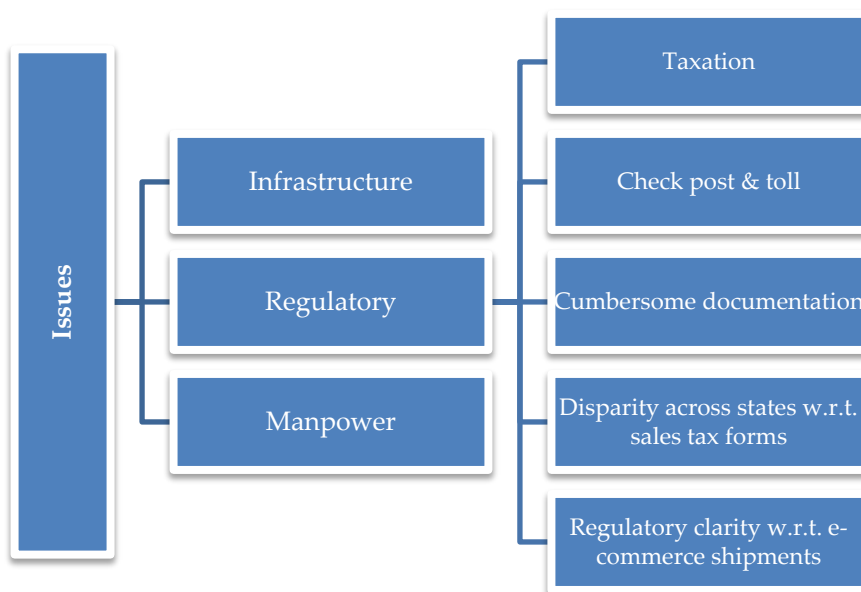 Issues
Infrastructure
Regulatory
Manpower
Taxation
Check post & toll
Cumbersome documentation
Disparity across states w.r.t.
sales tax forms
Regulatory clarity w.r.t. e-
commerce shipments